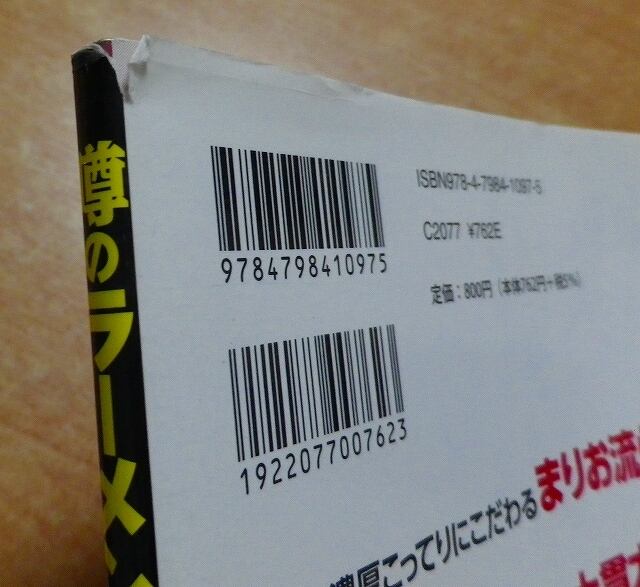 噂のラーメン
9784798410975
ISBN978-4-7984-1097-5
C2077 ¥762E
定価：800円（本体762円＋税5%）
1922077007623
濃厚こってりにこだわるまりお流